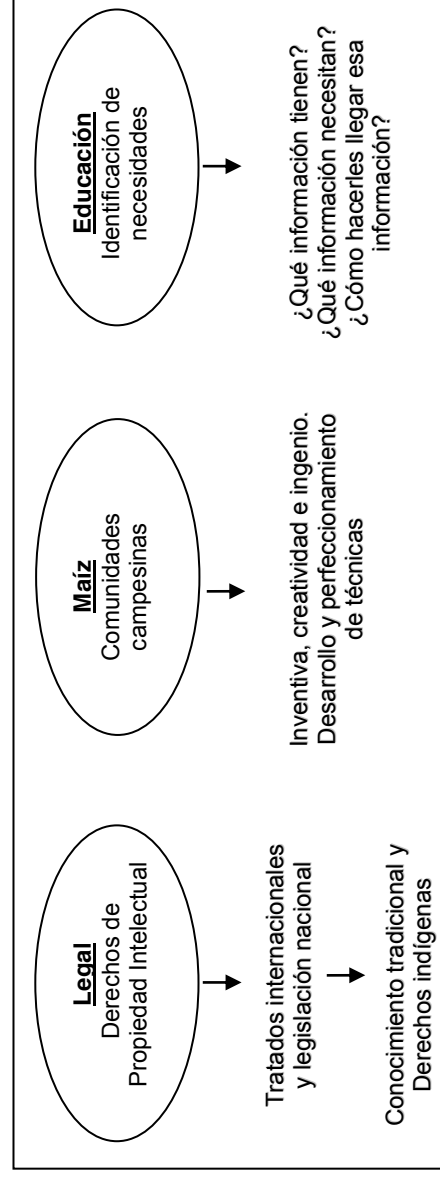 Legal
Derechos de
Propiedad Intelectual
Tratados internacionales
y legislación nacional
Conocimiento tradicional y
Derechos indígenas
Maíz
Comunidades
campesinas
Inventiva, creatividad e ingenio.
Desarrollo y perfeccionamiento
de técnicas
Educación
Identificación de
necesidades
¿Qué información tienen?
¿Qué información necesitan?
¿Cómo hacerles llegar esa
información?